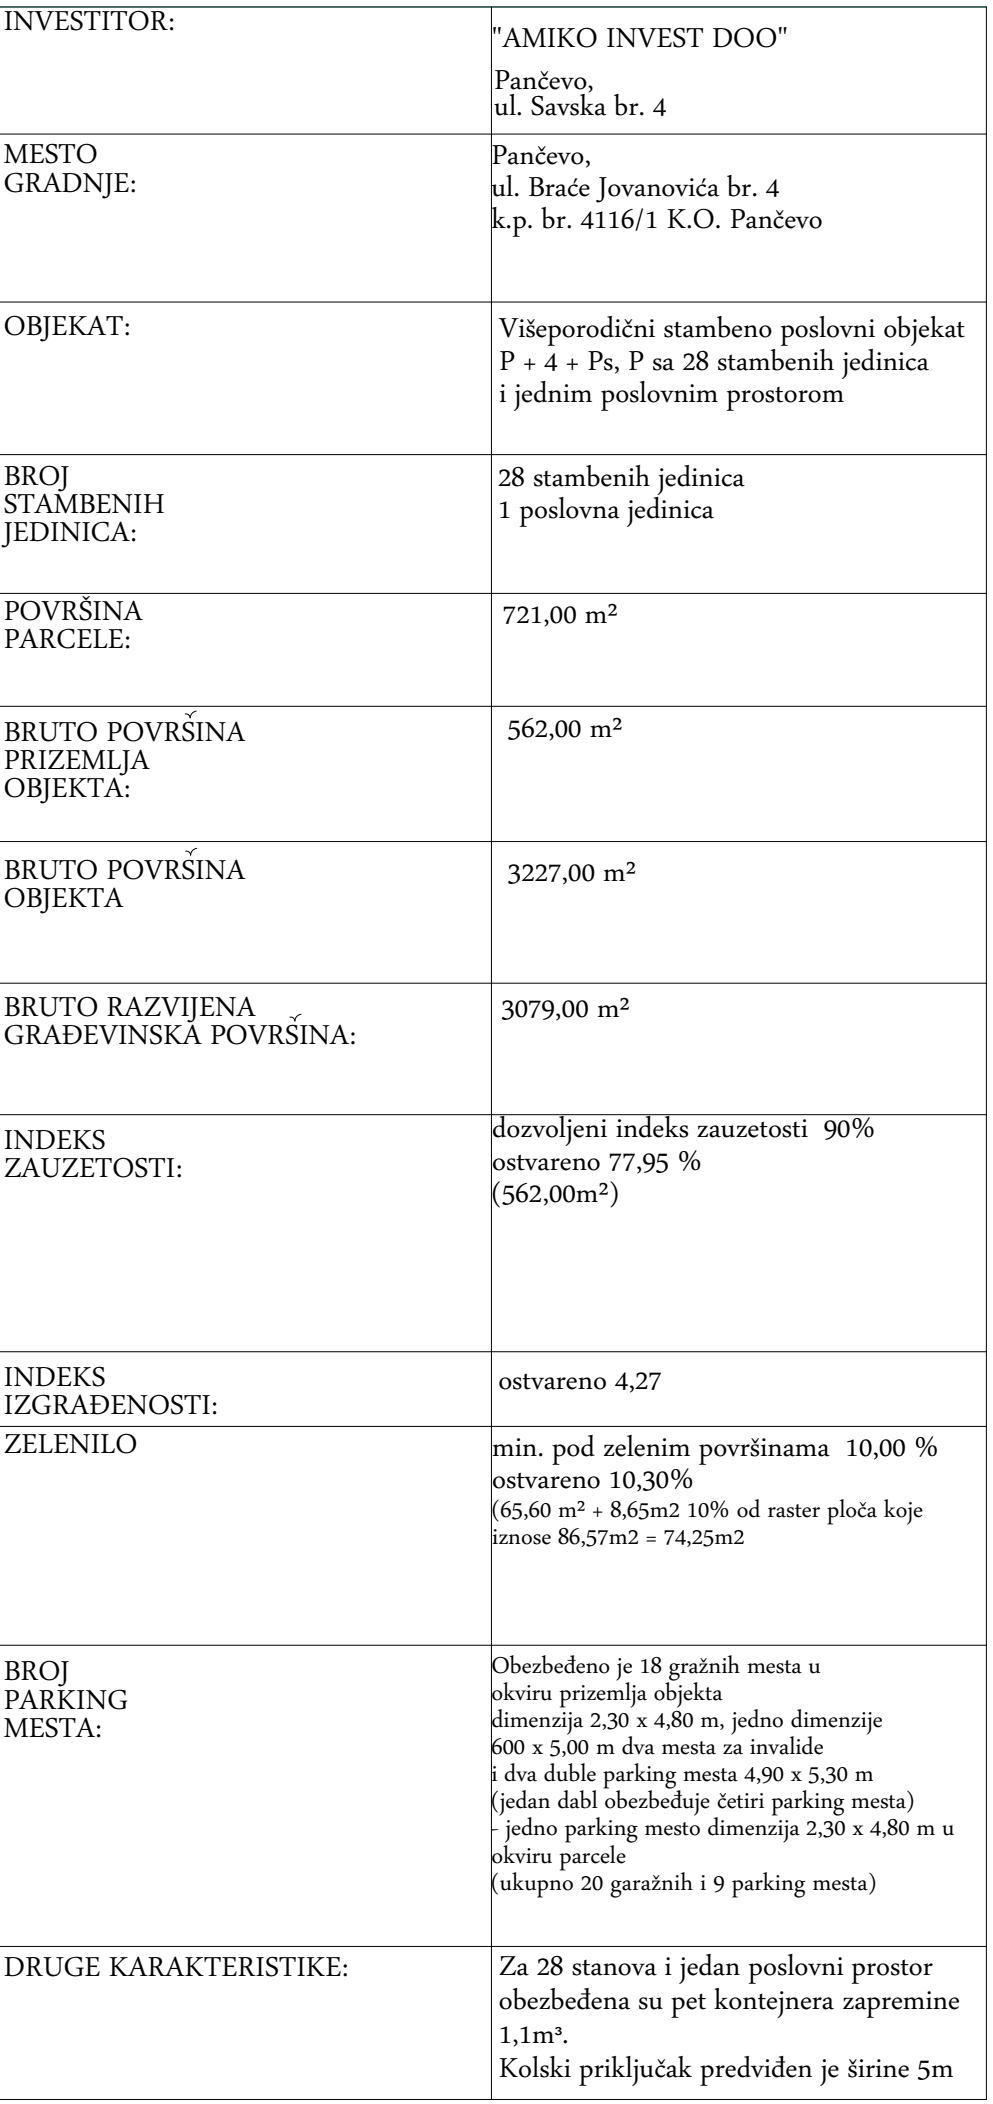 INVESTITOR:
"AMIKO INVEST DOO"
Pančevo,
ul. Savska br. 4
MESTO
GRADNJE:
Pančevo,
ul. Braće Jovanovića br. 4
k.p. br. 4116/1 K.O. Pančevo
OBJEKAT:
Višeporodični stambeno poslovni objekat
P + 4 + Ps, P sa 28 stambenih jedinica
i jednim poslovnim prostorom
BROJ
STAMBENIH
JEDINICA:
28 stambenih jedinica
1 poslovna jedinica
POVRŠINA
PARCELE:
721,00 m²
BRUTO POVRŠINA
PRIZEMLJA
OBJEKTA:
562,00 m²
BRUTO POVRŠINA
OBJEKTA
3227,00 m²
BRUTO RAZVIJENA
GRAĐEVINSKA POVRŠINA:
3079,00 m²
INDEKS
ZAUZETOSTI:
dozvoljeni indeks zauzetosti 90%
ostvareno 77,95 %
(562,00m²)
INDEKS
IZGRAĐENOSTI:
ostvareno 4,27
ZELENILO
min. pod zelenim površinama 10,00 %
ostvareno 10,30%
(65,60 m² + 8,65m2 10% od raster ploča koje
iznose 86,57m2 = 74,25m2
BROJ
PARKING
MESTA:
Obezbeđeno je 18 gražnih mesta u
okviru prizemlja objekta
dimenzija 2,30 x 4,80 m, jedno dimenzije
600 x 5,00 m dva mesta za invalide
i dva duble parking mesta 4,90 x 5,30 m
(jedan dabl obezbeđuje četiri parking mesta)
- jedno parking mesto dimenzija 2,30 x 4,80 m u
okviru parcele
(ukupno 20 garažnih i 9 parking mesta)
DRUGE KARAKTERISTIKE:
Za 28 stanova i jedan poslovni prostor
obezbeđena su pet kontejnera zapremine
1,1m³.
Kolski priključak predviđen je širine 5m